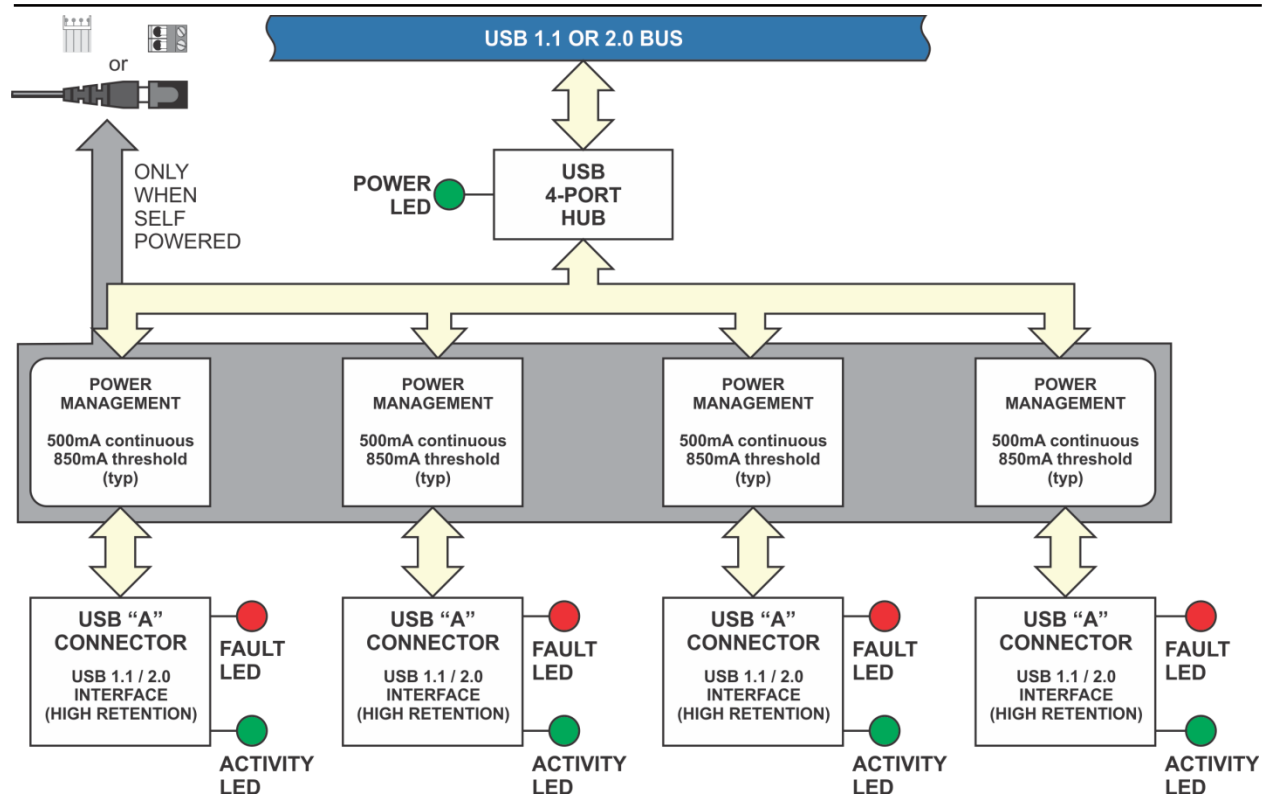 USB 1.1 OR 2.0 BUS
or
ONLY
WHEN
SELF
POWERED
POWER
LED
USB
4-PORT
HUB
POWER
MANAGEMENT
500mA continuous
850mA threshold
(typ)
POWER
MANAGEMENT
500mA continuous
850mA threshold
(typ)
POWER
MANAGEMENT
500mA continuous
850mA threshold
(typ)
POWER
MANAGEMENT
500mA continuous
850mA threshold
(typ)
USB “A”
CONNECTOR
USB 1.1 / 2.0
INTERFACE
(HIGH RETENTION)
FAULT
LED
ACTIVITY
LED
USB “A”
CONNECTOR
USB 1.1 / 2.0
INTERFACE
(HIGH RETENTION)
FAULT
LED
ACTIVITY
LED
USB “A”
CONNECTOR
USB 1.1 / 2.0
INTERFACE
(HIGH RETENTION)
FAULT
LED
ACTIVITY
LED
USB “A”
CONNECTOR
USB 1.1 / 2.0
INTERFACE
(HIGH RETENTION)
FAULT
LED
ACTIVITY
LED